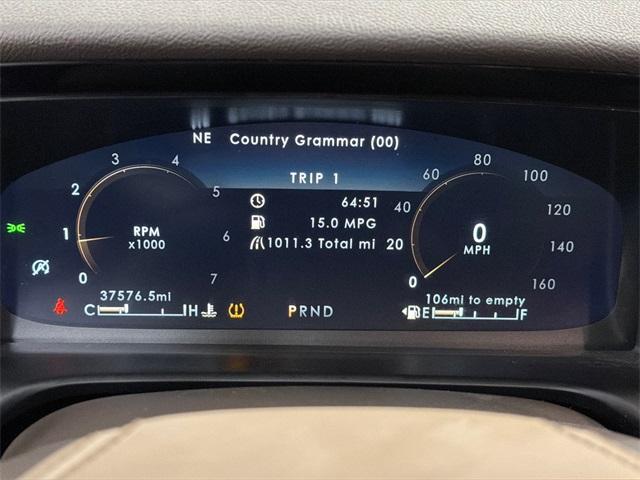 NE Country Grammar (00)
TRIP 1
64:51
15.0 MPG
1011.3 Total mi
0 1 2 3 4 5 6 7
RPM
x1000
0 20 40 60 80 100 120 140 160
0
MPH
37576.5mi
C H
PRND
106mi to empty
E F